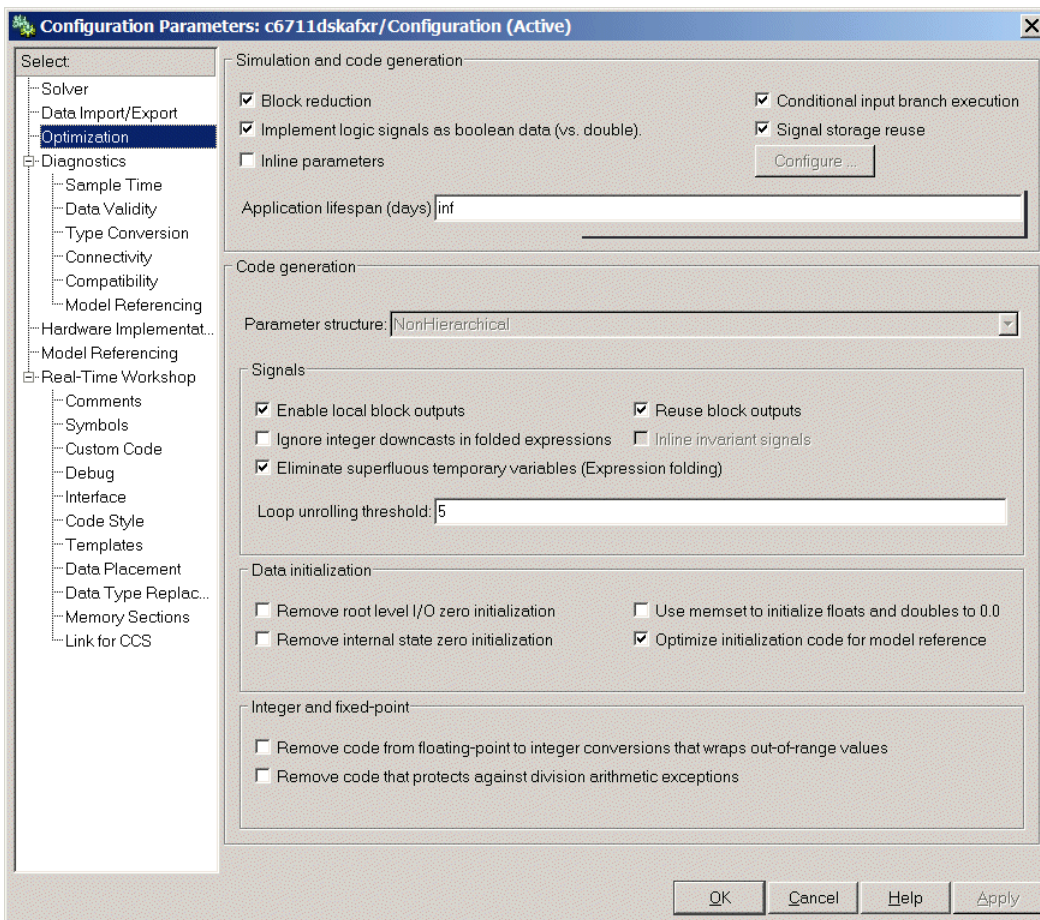 Configuration Parameters: c6711dskafxr/Configuration (Active)
Select:
Solver
Data Import/Export
Optimization
Diagnostics
Sample Time
Data Validity
Type Conversion
Connectivity
Compatibility
Model Referencing
Hardware Implementat...
Model Referencing
Real-Time Workshop
Comments
Symbols
Custom Code
Debug
Interface
Code Style
Templates
Data Placement
Data Type Replac...
Memory Sections
Link for CCS
Simulation and code generation
Block reduction
Conditional input branch execution
Implement logic signals as boolean data (vs. double).
Signal storage reuse
Inline parameters
Configure ...
Application lifespan (days) inf
Code generation
Parameter structure: NonHierarchical
Signals
Enable local block outputs
Reuse block outputs
Ignore integer downcasts in folded expressions
Inline invariant signals
Eliminate superfluous temporary variables (Expression folding)
Loop unrolling threshold: 5
Data initialization
Remove root level I/O zero initialization
Use memset to initialize floats and doubles to 0.0
Remove internal state zero initialization
Optimize initialization code for model reference
Integer and fixed-point
Remove code from floating-point to integer conversions that wraps out-of-range values
Remove code that protects against division arithmetic exceptions
OK
Cancel
Help
Apply